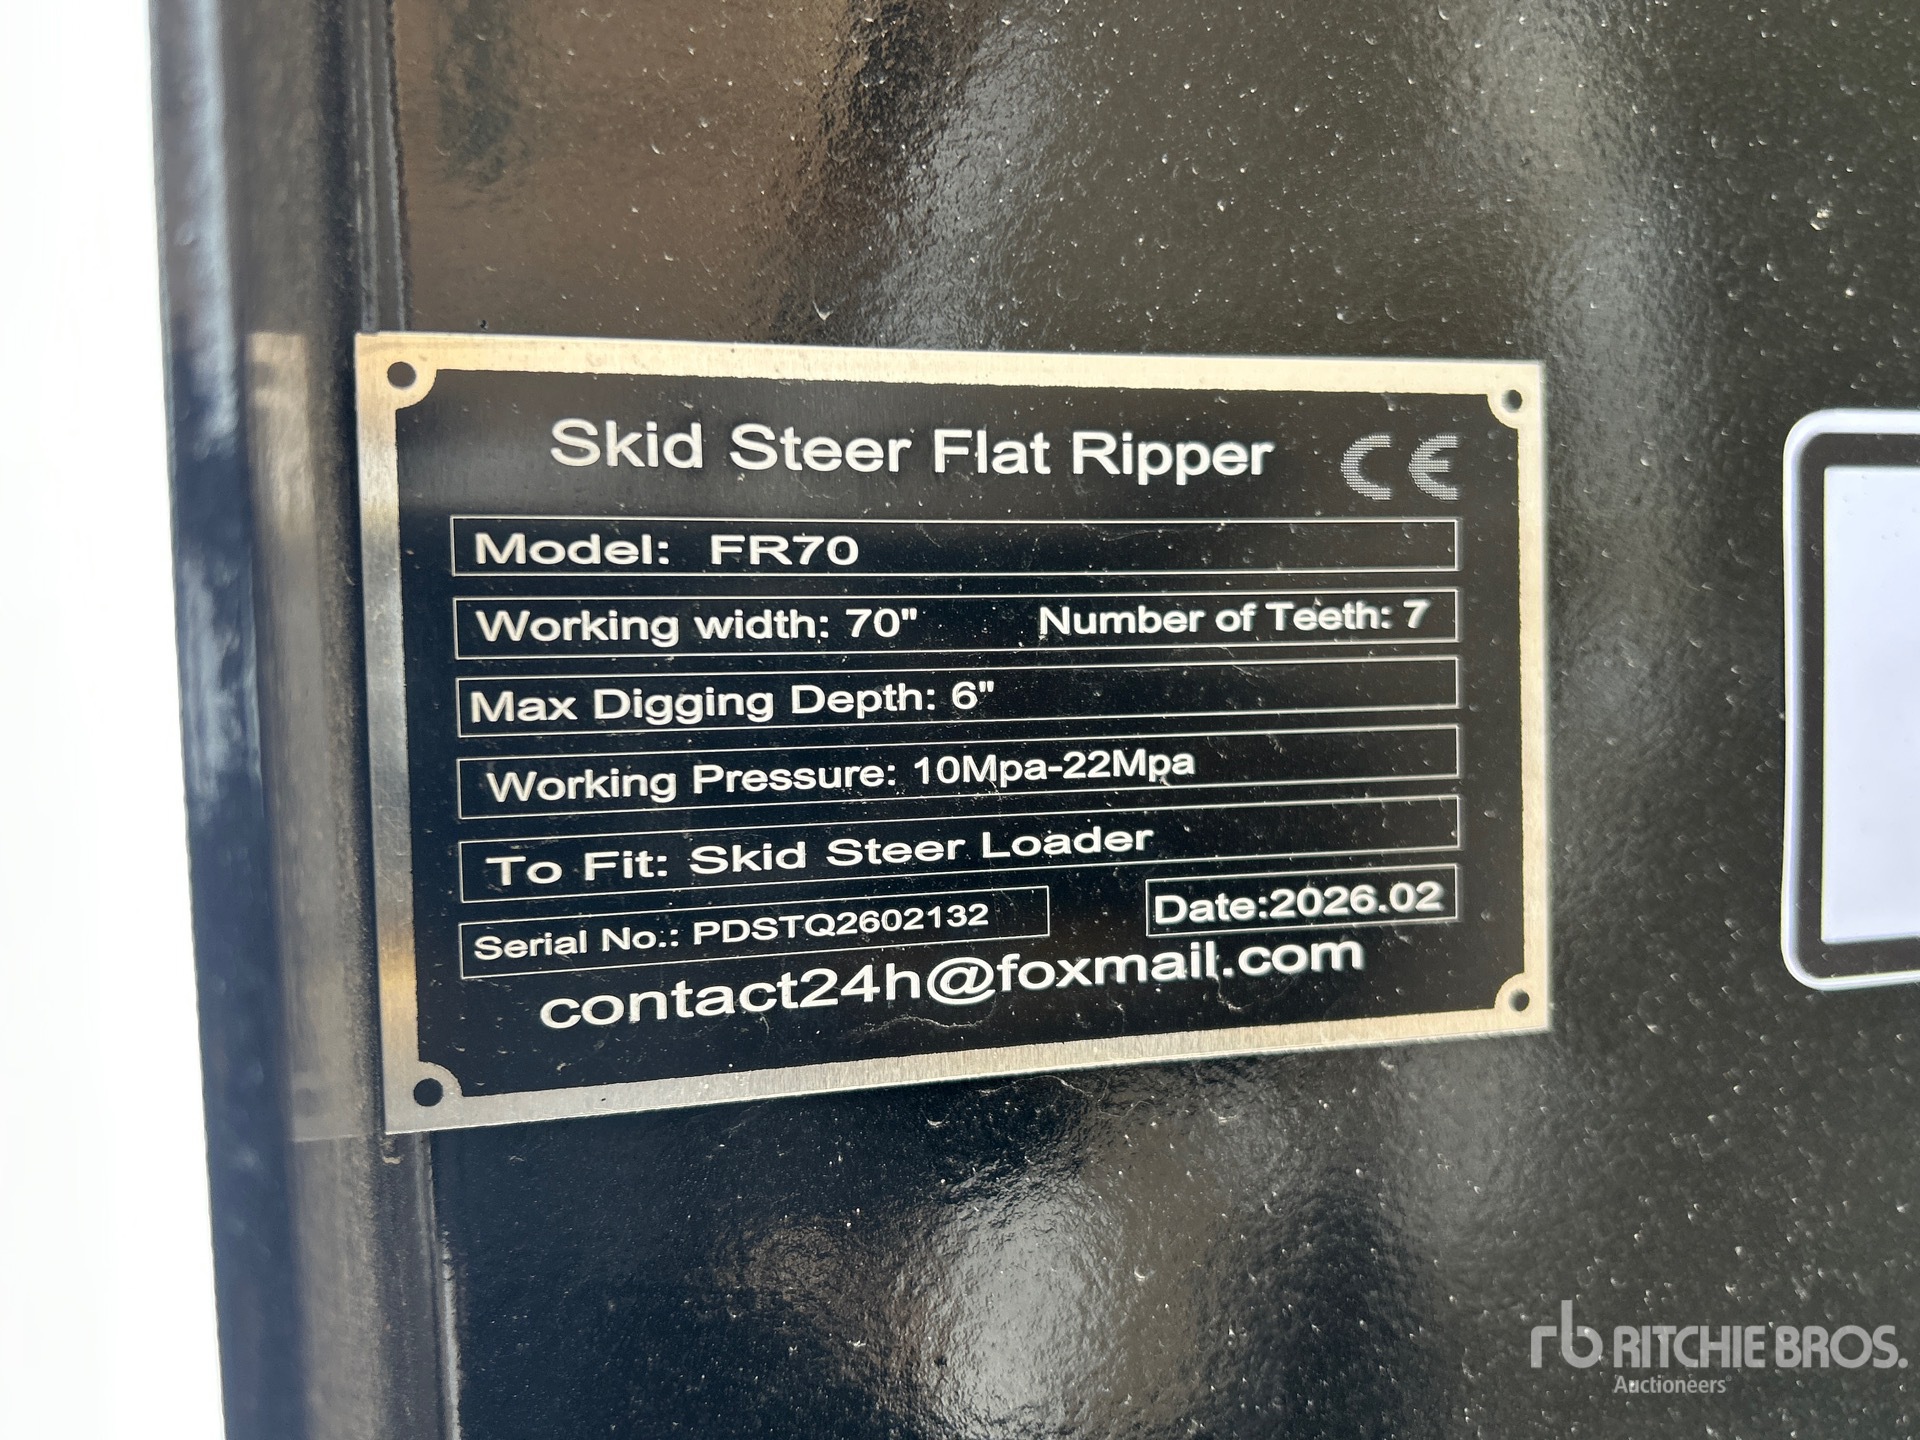 Skid Steer Flat Ripper CE
Model: FR70
Working width: 70" Number of Teeth: 7
Max Digging Depth: 6"
Working Pressure: 10Mpa-22Mpa
To Fit: Skid Steer Loader
Serial No.: PDSTQ2602132 Date:2026.02
contact24h@foxmail.com
rb RITCHIE BROS.
Auctioneers